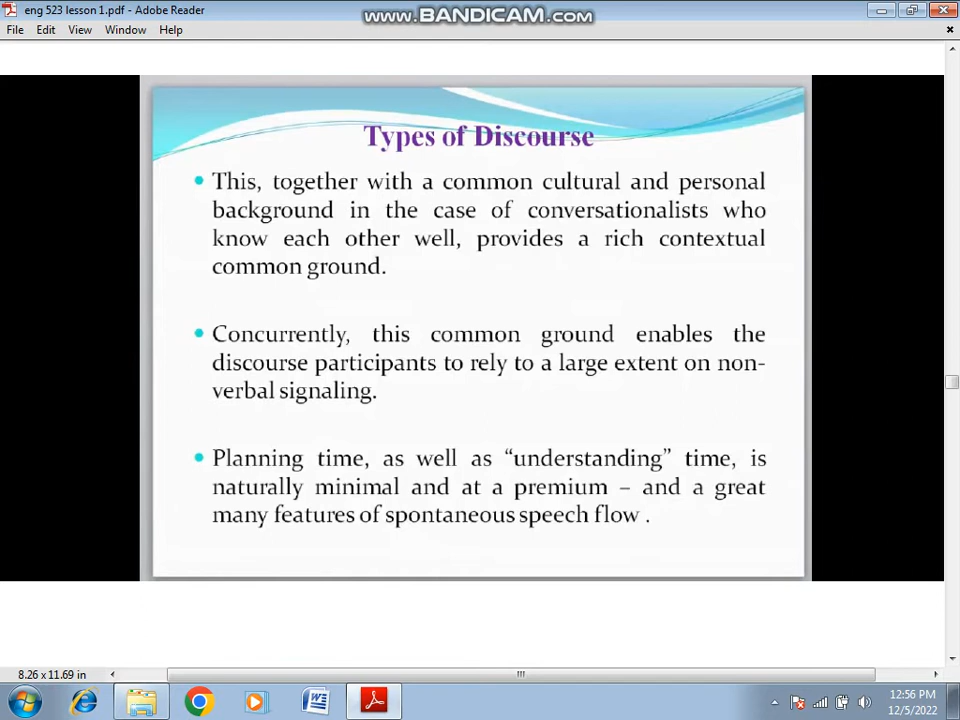 eng 523 lesson 1.pdf - Adobe Reader
www.BANDICAM.com
File Edit View Window Help
Types of Discourse
• This, together with a common cultural and personal
background in the case of conversationalists who
know each other well, provides a rich contextual
common ground.
• Concurrently, this common ground enables the
discourse participants to rely to a large extent on non-
verbal signaling.
• Planning time, as well as “understanding” time, is
naturally minimal and at a premium – and a great
many features of spontaneous speech flow .
8.26 x 11.69 in
12:56 PM
12/5/2022